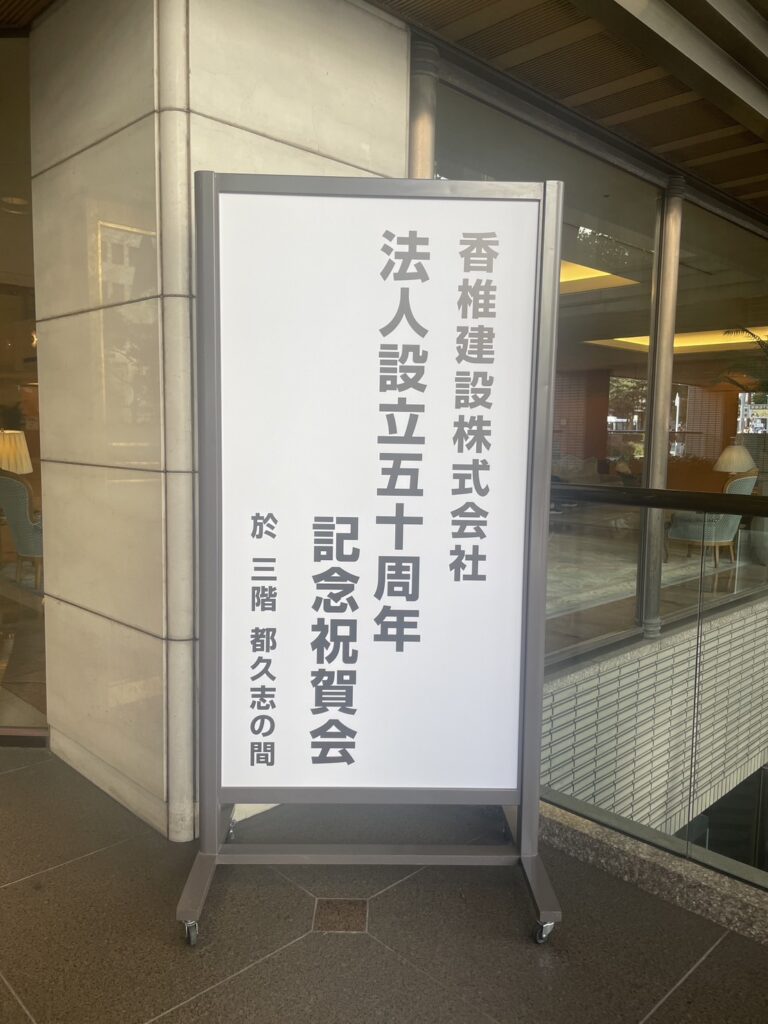 香椎建設株式会社
法人設立五十周年
記念祝賀会
於 三階 都久志の間